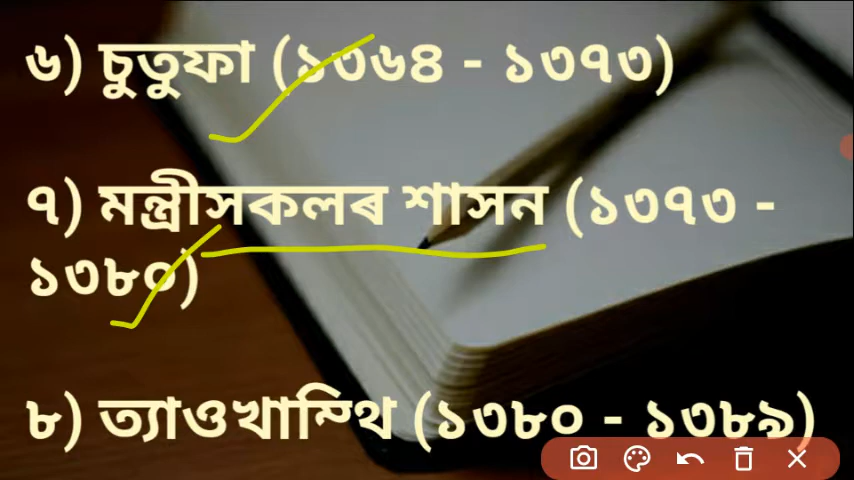 ৬) চুতুফা (১৩৬৪ - ১৩৭৩)
৭) মন্ত্ৰীসকলৰ শাসন (১৩৭৩ -
১৩৮০)
৮) ত্যাওখাম্থি (১৩৮০ - ১৩৮৯)